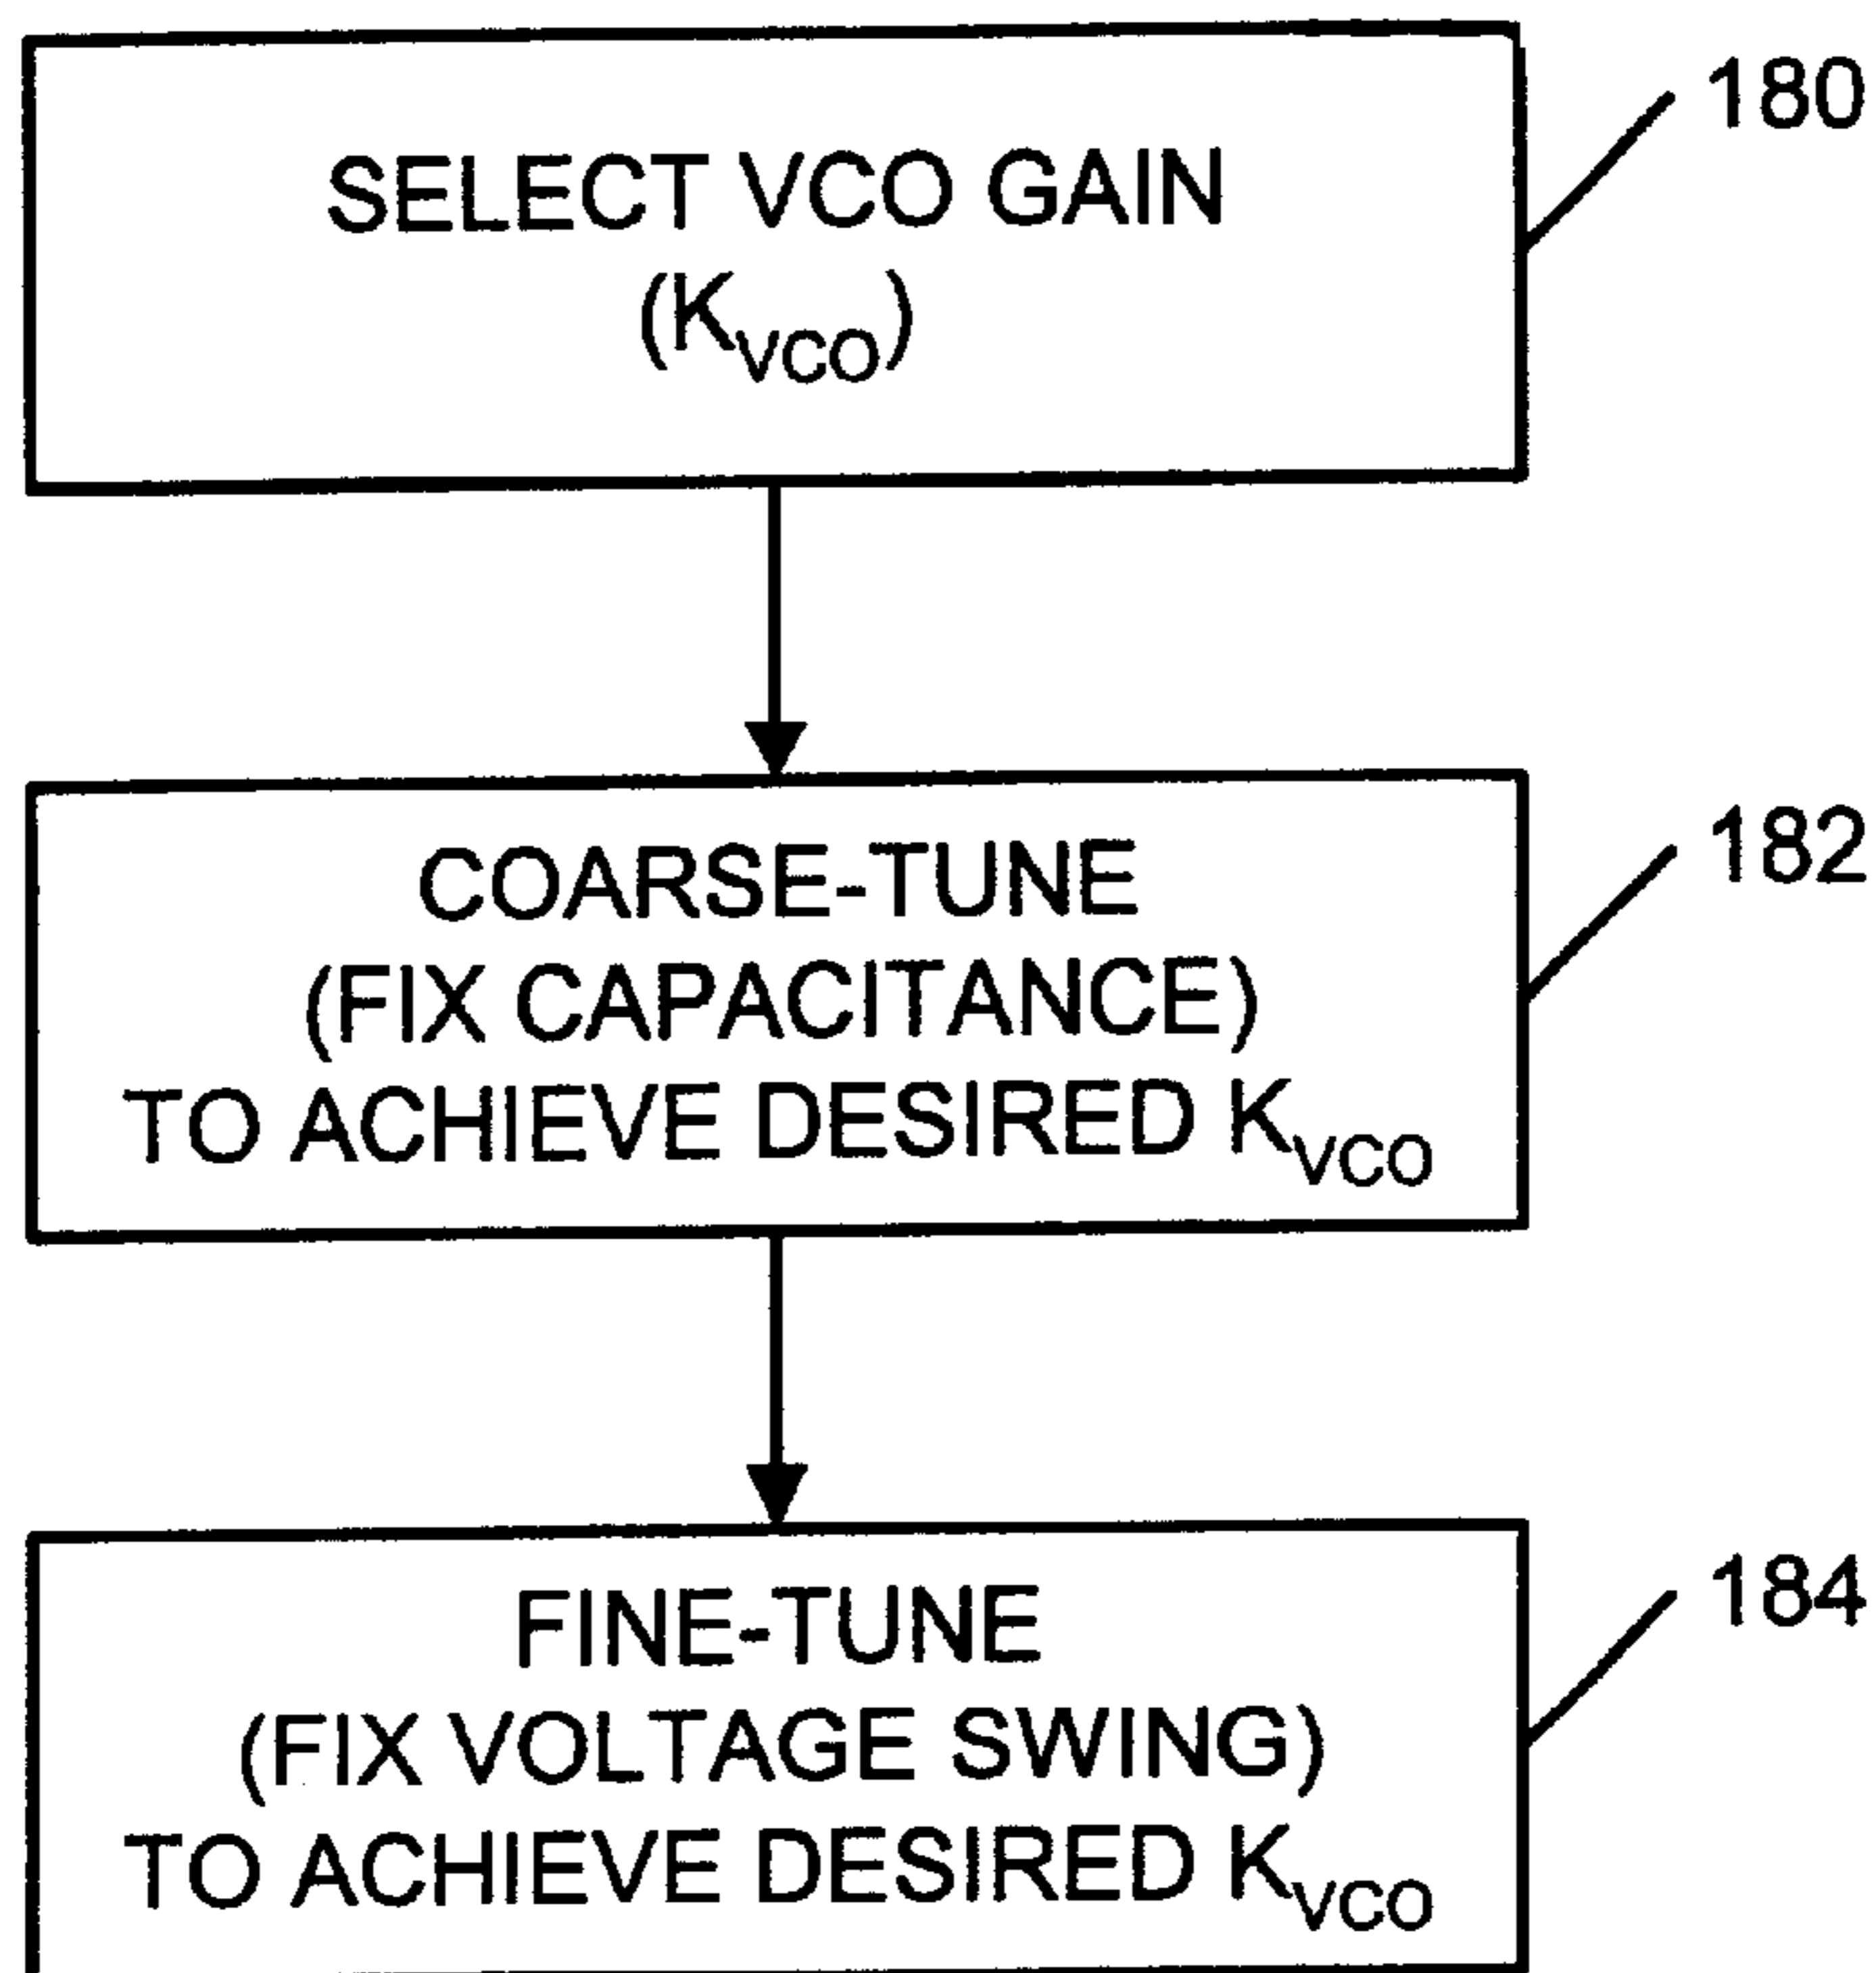 SELECT VCO GAIN
(KVCO)
180
COARSE-TUNE
(FIX CAPACITANCE)
TO ACHIEVE DESIRED KVCO
182
FINE-TUNE
(FIX VOLTAGE SWING)
TO ACHIEVE DESIRED KVCO
184